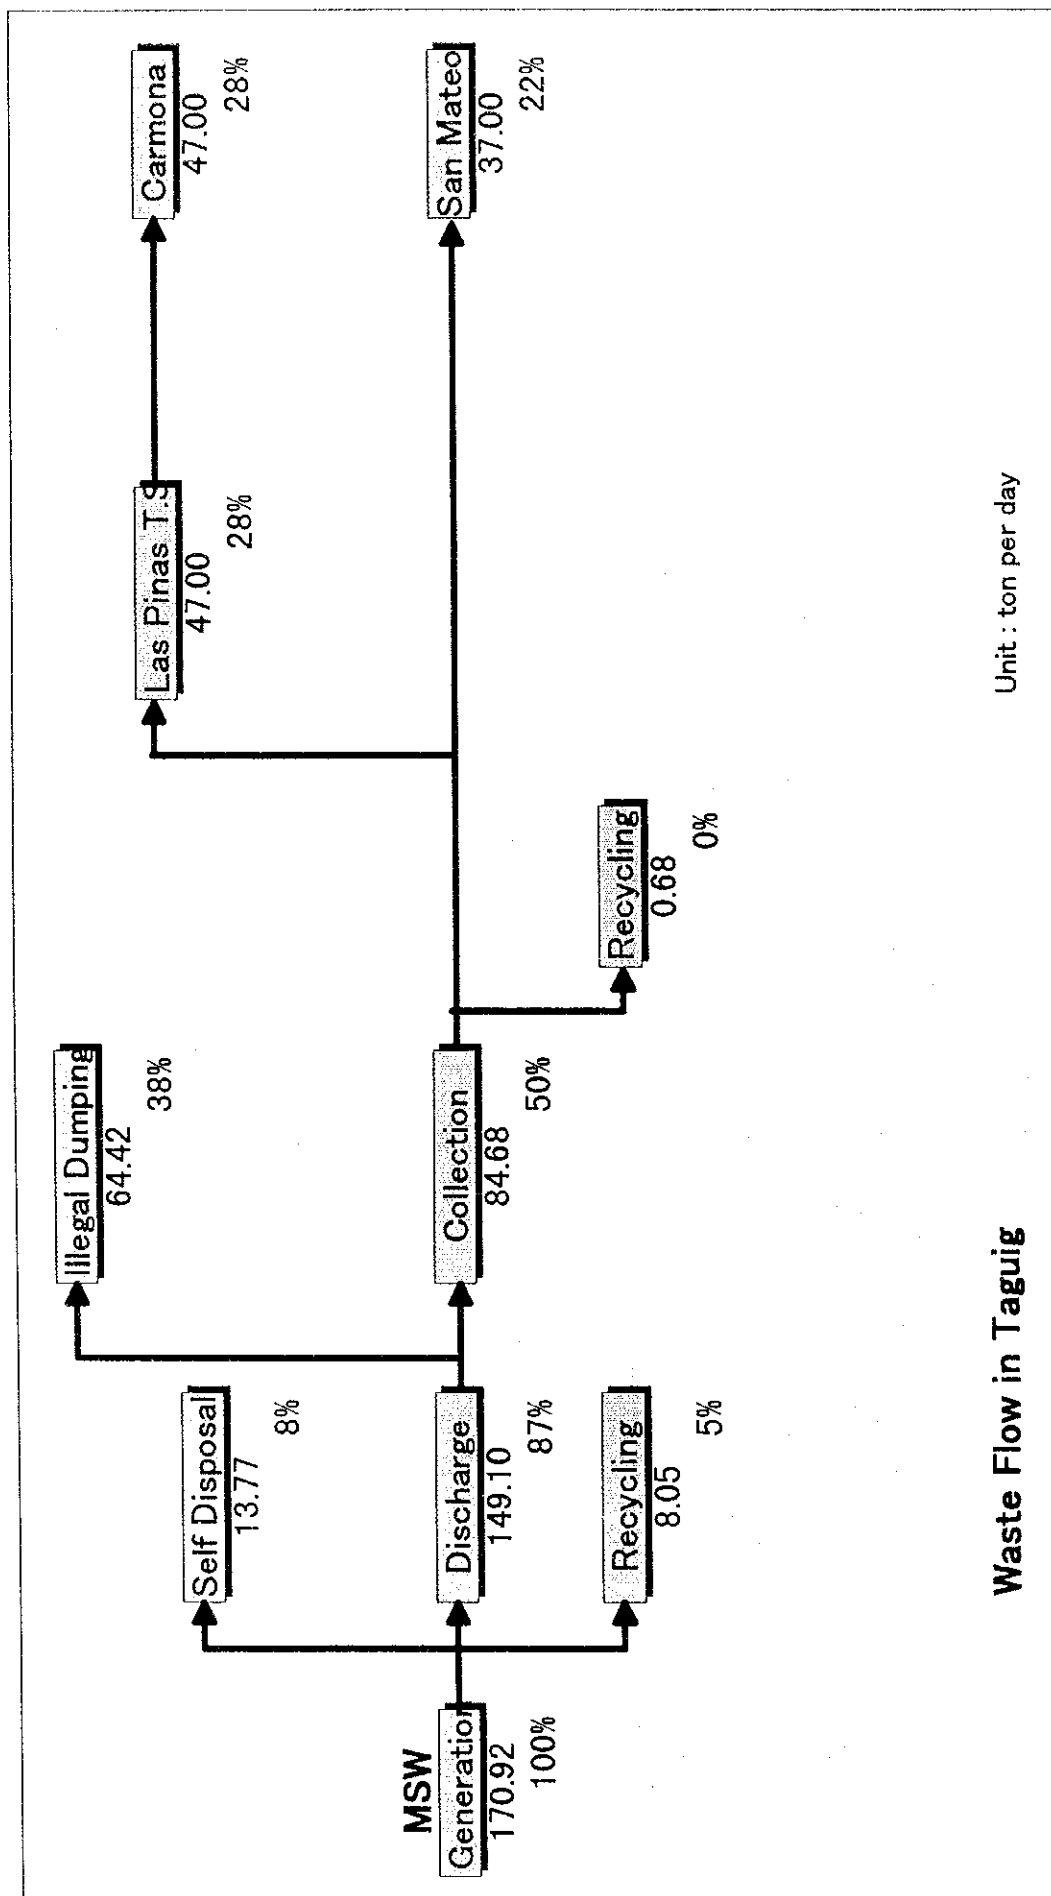 MSW
Generation
170.92
100%
Self Disposal
13.77
8%
Discharge
149.10
87%
Recycling
8.05
5%
Illegal Dumping
64.42
38%
Collection
84.68
50%
Recycling
0.68
0%
Las Pinas T.S
47.00
28%
Carmona
47.00
28%
San Mateo
37.00
22%
Waste Flow in Taguig
Unit : ton per day